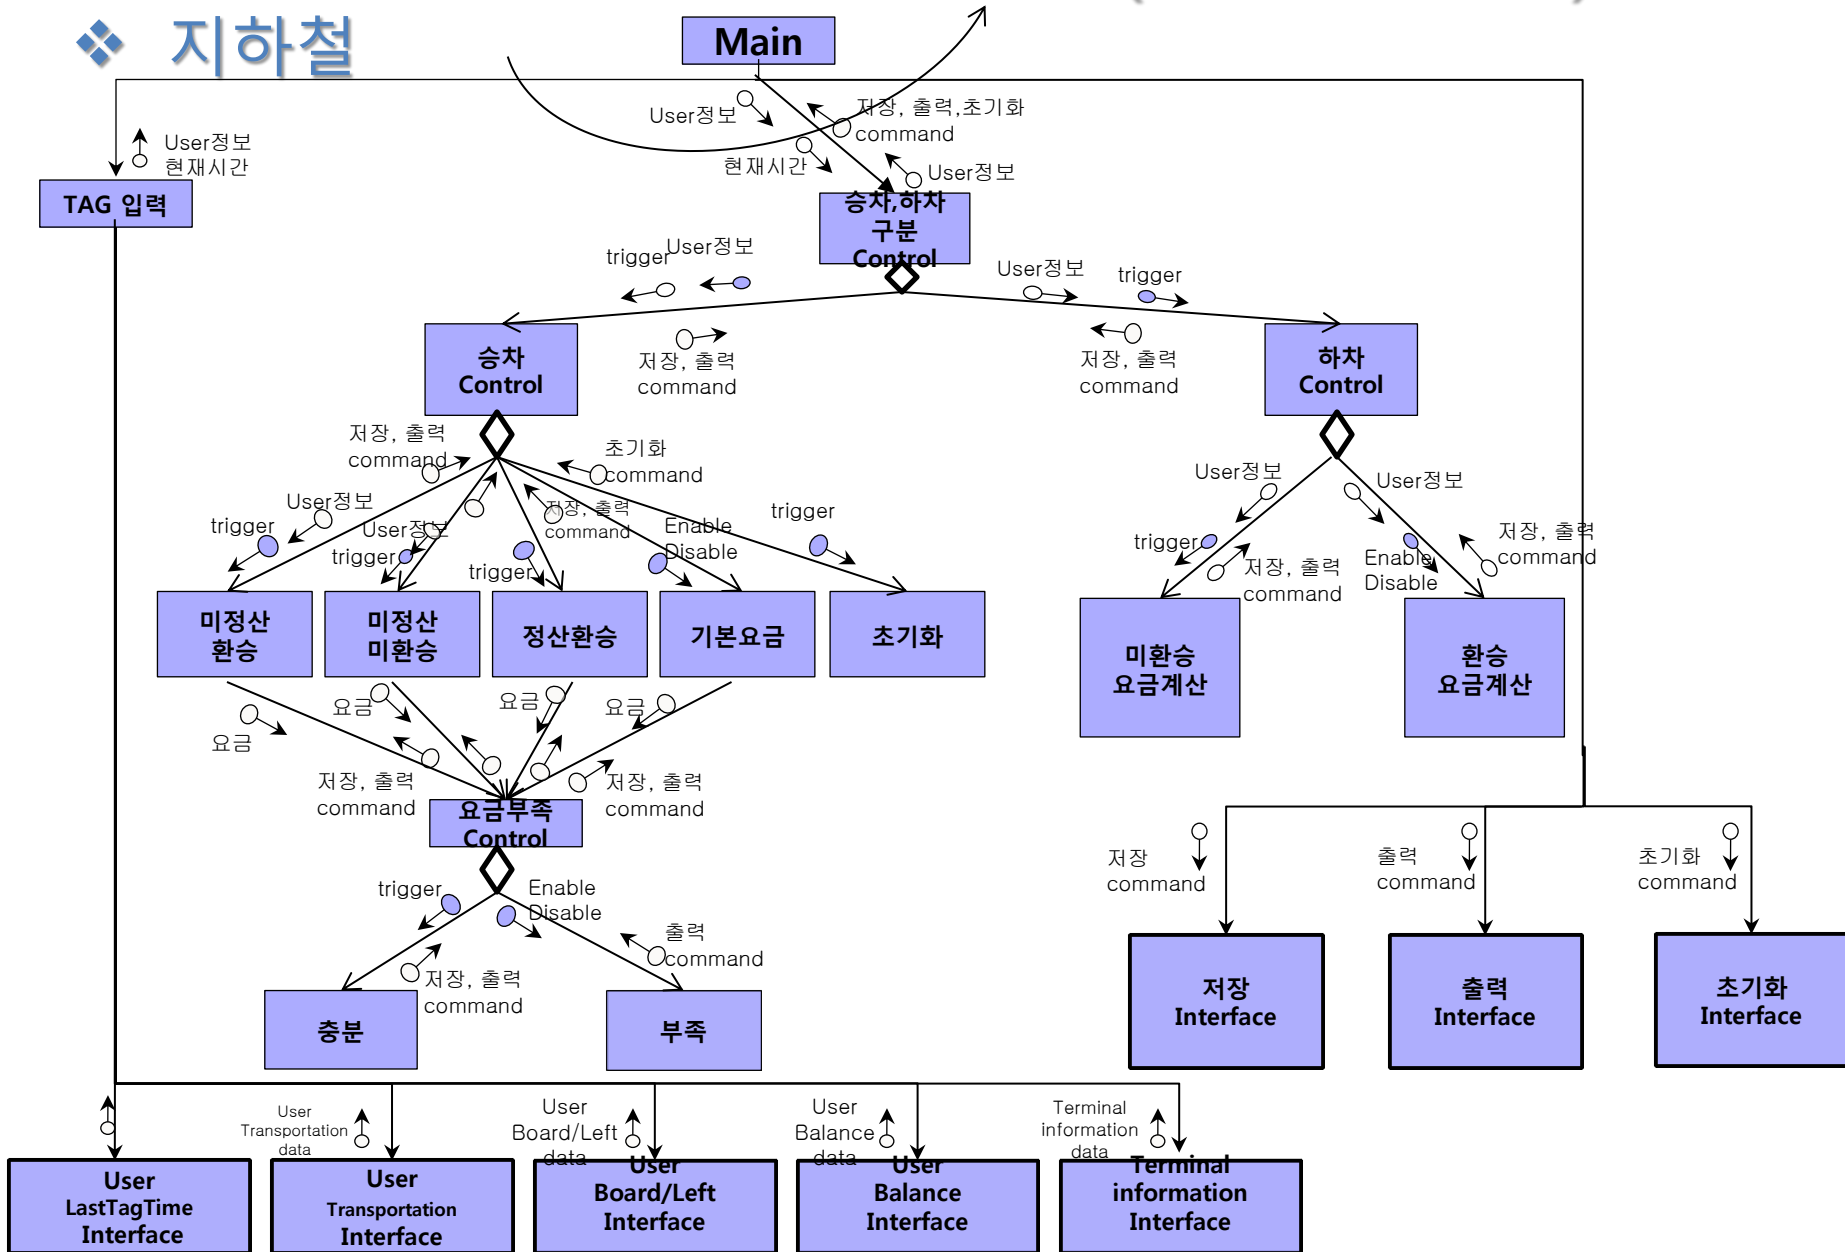 지하철
Main
User정보
저장, 출력,초기화
command
User정보
현재시간
현재시간
User정보
TAG 입력
승차,하차
구분
Control
trigger
User정보
User정보
trigger
승차
Control
저장, 출력
command
저장, 출력
command
하차
Control
저장, 출력
command
초기화
command
User정보
trigger
User정보
trigger
trigger
저장, 출력
command
Enable
Disable
trigger
User정보
User정보
trigger
저장, 출력
command
Enable
Disable
저장, 출력
command
미정산
환승
미정산
미환승
정산환승
기본요금
초기화
미환승
요금계산
환승
요금계산
요금
요금
요금
요금
저장, 출력
command
저장, 출력
command
요금부족
Control
trigger
Enable
Disable
저장, 출력
command
출력
command
충분
부족
저장
command
출력
command
초기화
command
저장
Interface
출력
Interface
초기화
Interface
User
Transportation
data
User
Board/Left
data
User
Balance
data
Terminal
information
data
User
LastTagTime
Interface
User
Transportation
Interface
User
Board/Left
Interface
User
Balance
Interface
Terminal
information
Interface